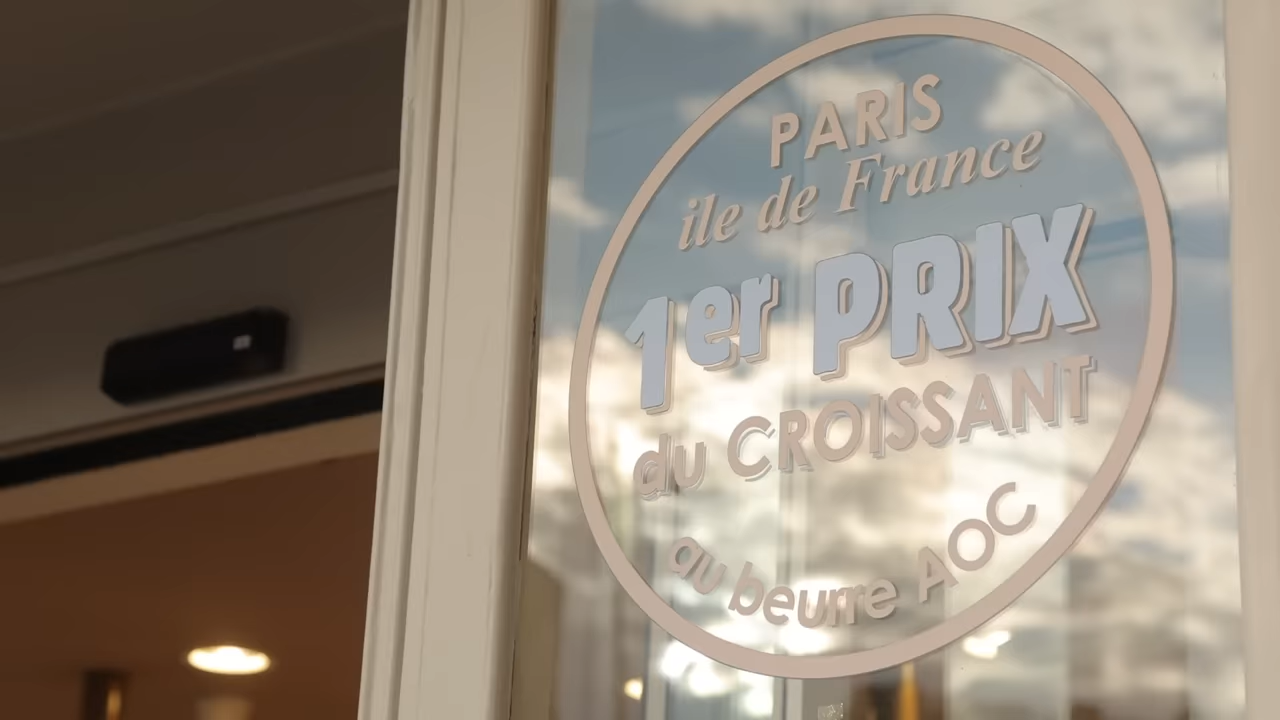 PARIS
ile de France
1er PRIX
du CROISSANT
au beurre AOC